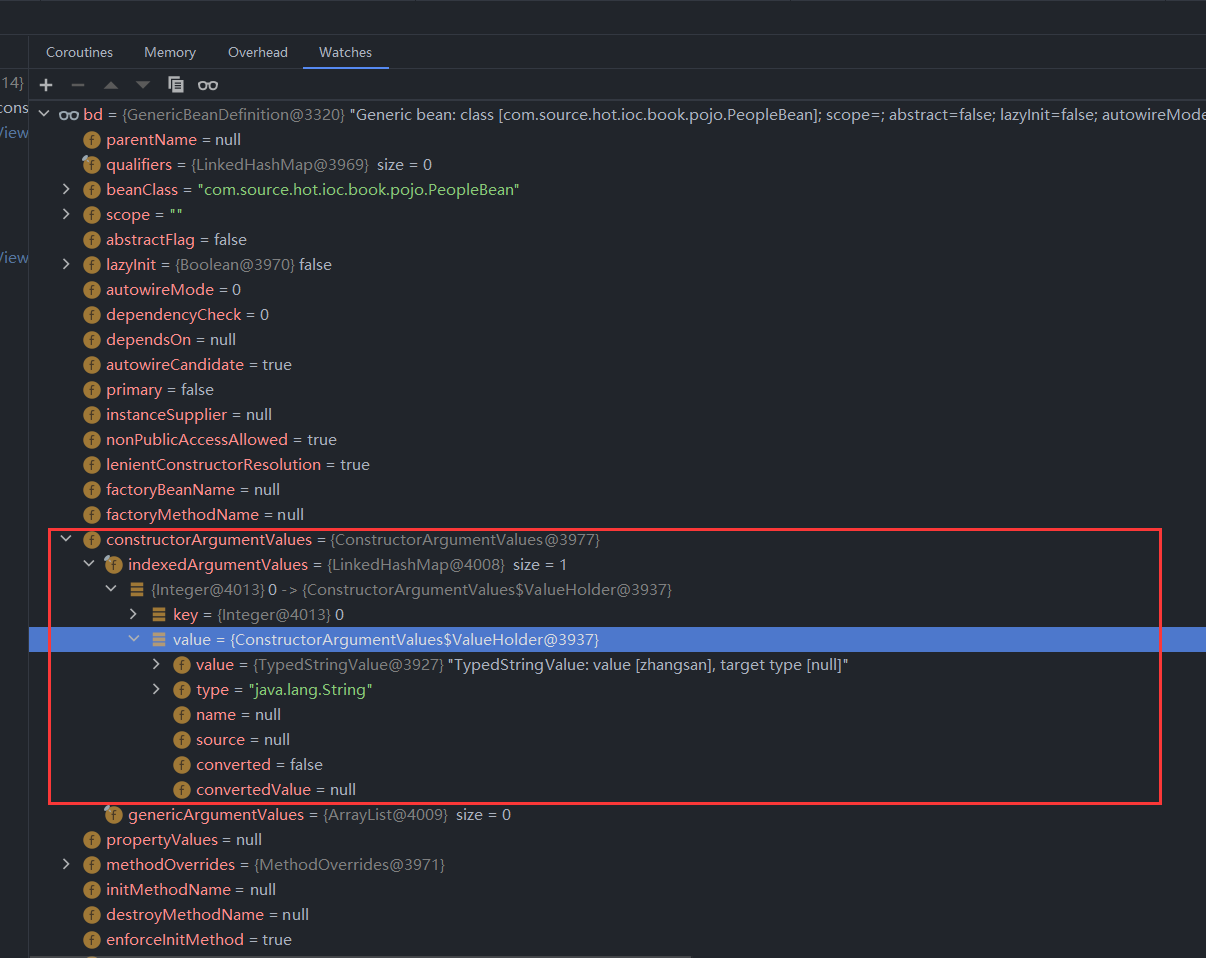 Coroutines Memory Overhead Watches
14}
cons
View
View
bd = {GenericBeanDefinition@3320} "Generic bean: class [com.source.hot.ioc.book.pojo.PeopleBean]; scope=; abstract=false; lazyInit=false; autowireMode
parentName = null
qualifiers = {LinkedHashMap@3969} size = 0
beanClass = "com.source.hot.ioc.book.pojo.PeopleBean"
scope = ""
abstractFlag = false
lazyInit = {Boolean@3970} false
autowireMode = 0
dependencyCheck = 0
dependsOn = null
autowireCandidate = true
primary = false
instanceSupplier = null
nonPublicAccessAllowed = true
lenientConstructorResolution = true
factoryBeanName = null
factoryMethodName = null
constructorArgumentValues = {ConstructorArgumentValues@3977}
indexedArgumentValues = {LinkedHashMap@4008} size = 1
{Integer@4013} 0 -> {ConstructorArgumentValues$ValueHolder@3937}
key = {Integer@4013} 0
value = {ConstructorArgumentValues$ValueHolder@3937}
value = {TypedStringValue@3927} "TypedStringValue: value [zhangsan], target type [null]"
type = "java.lang.String"
name = null
source = null
converted = false
convertedValue = null
genericArgumentValues = {ArrayList@4009} size = 0
propertyValues = null
methodOverrides = {MethodOverrides@3971}
initMethodName = null
destroyMethodName = null
enforceInitMethod = true